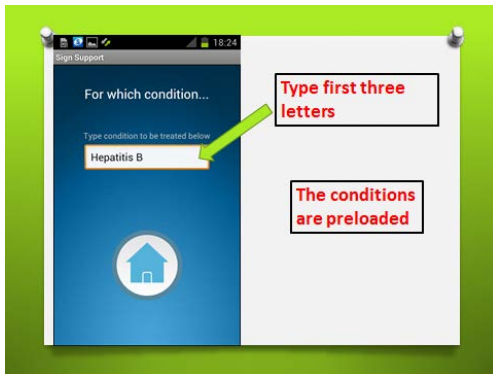 18:24
Sign Support
For which condition...
Type condition to be treated below
Hepatitis B
Type first three
letters
The conditions
are preloaded